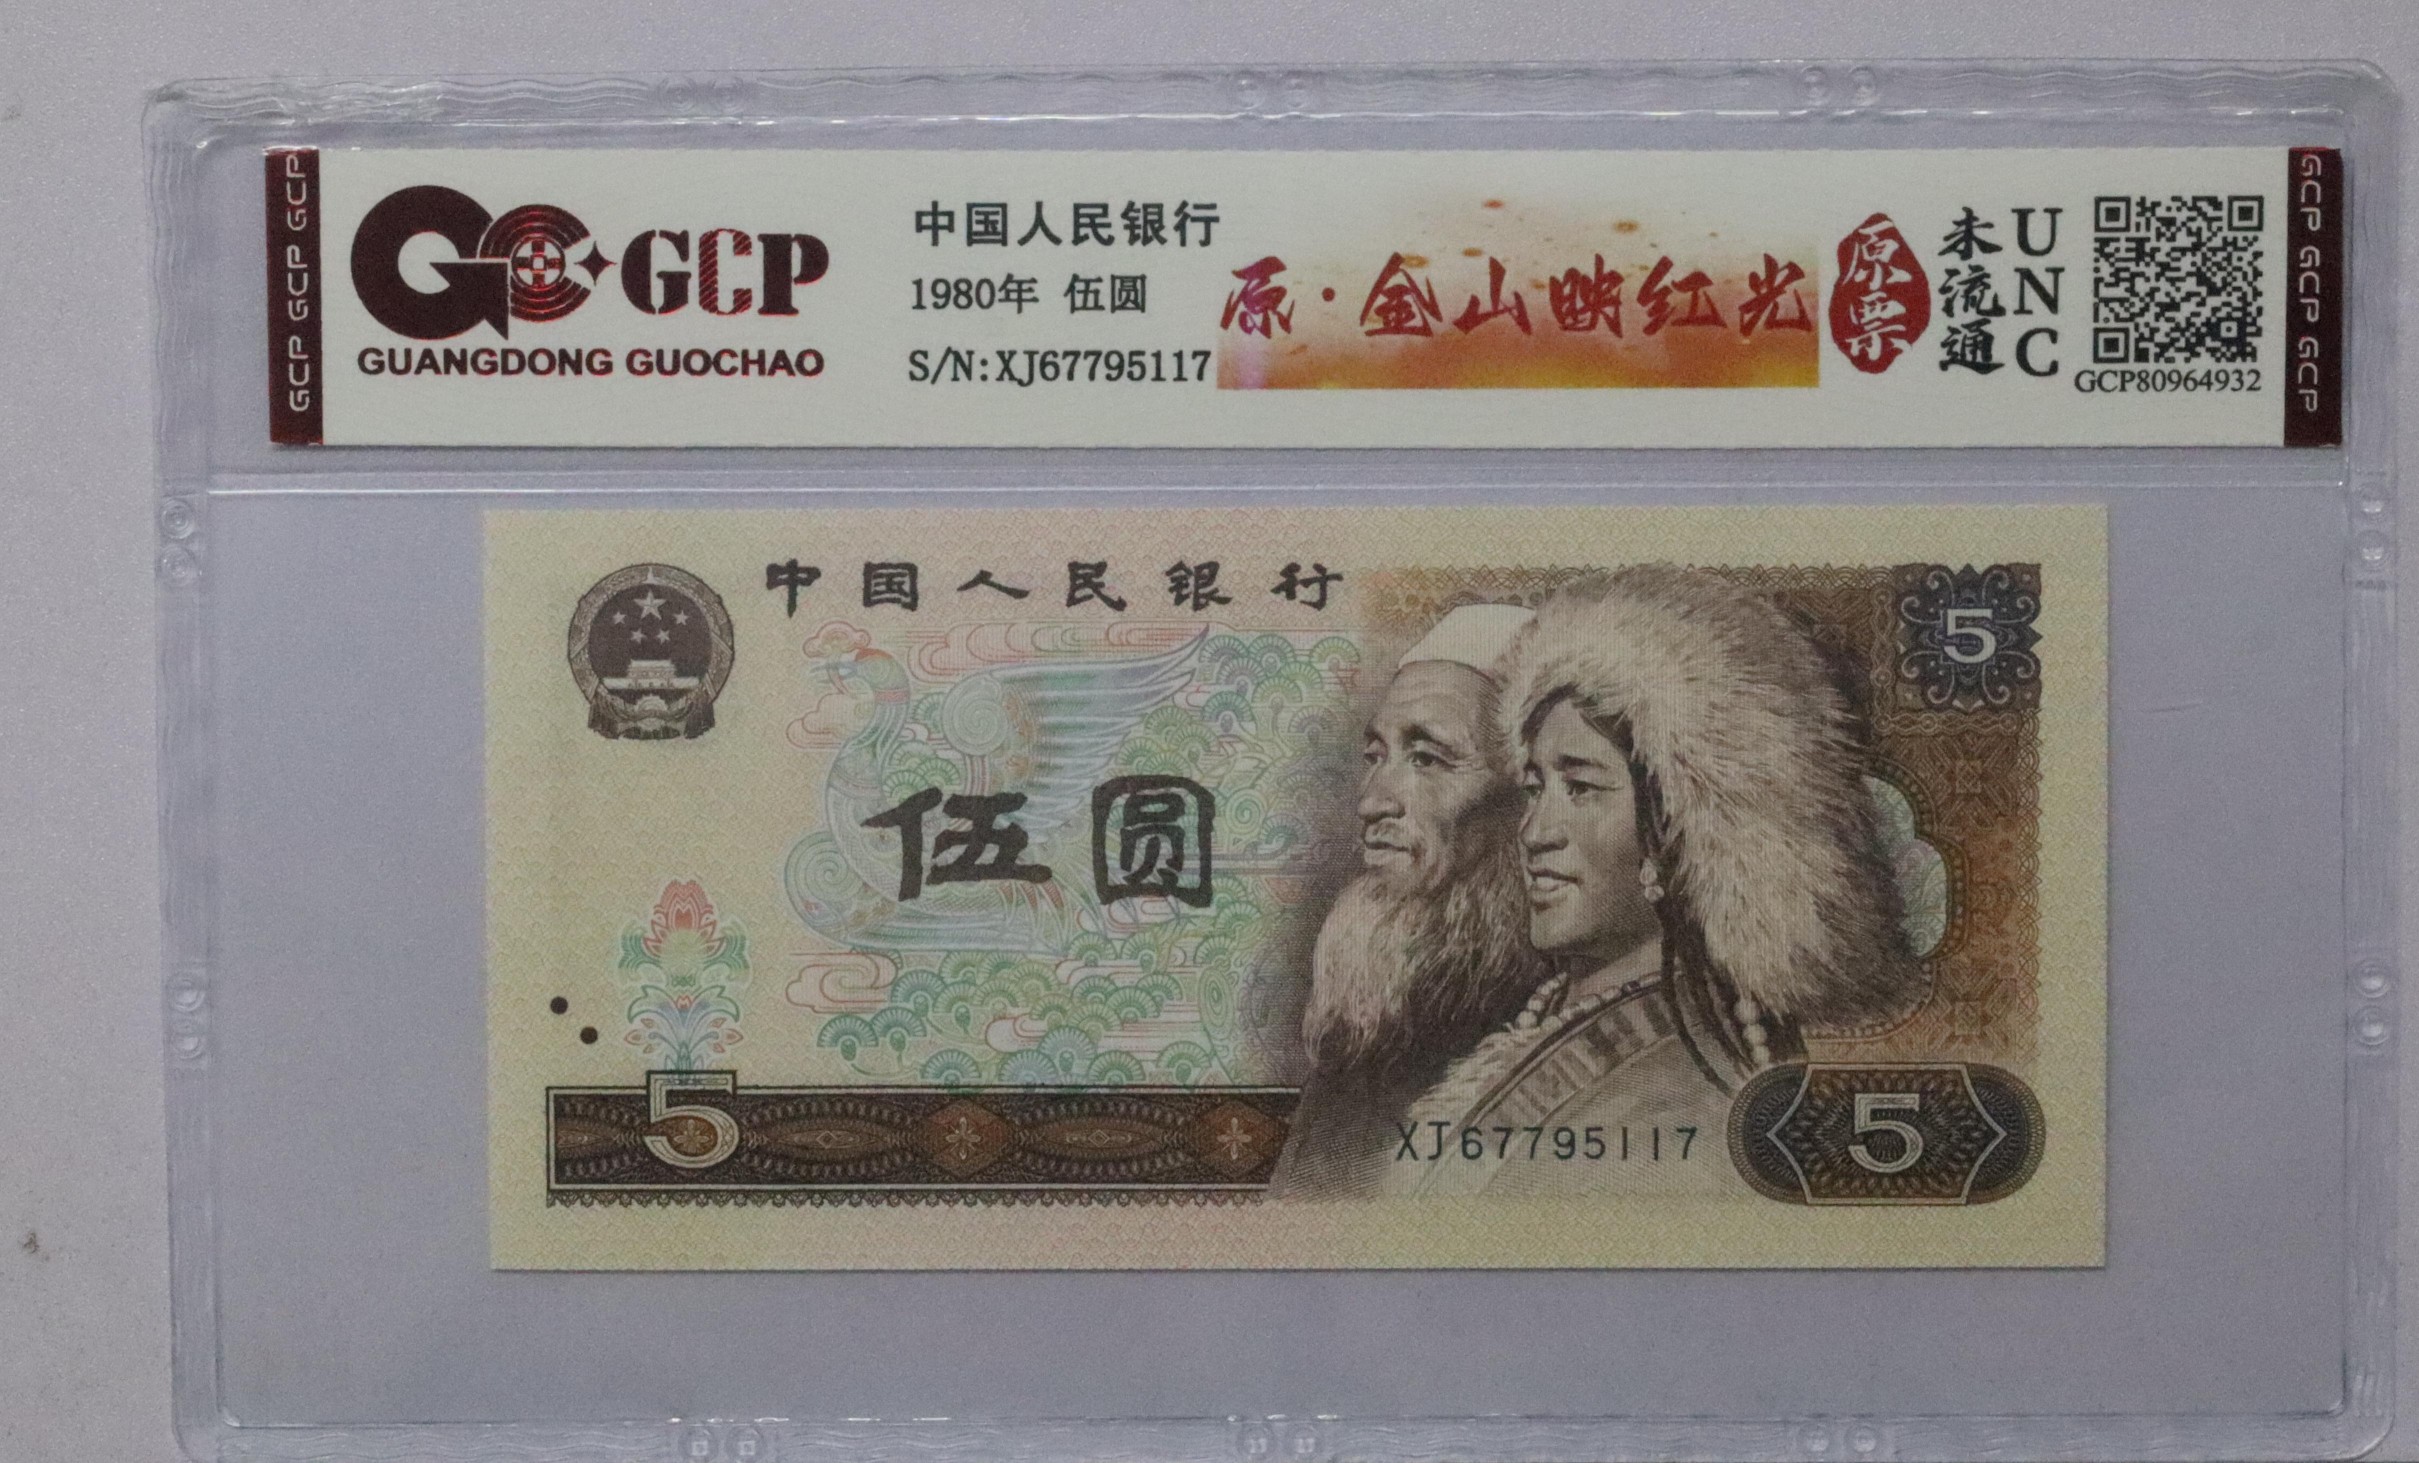 GCP GCP GCP
GCP
GUANGDONG GUOCHAO
中国人民银行
1980年 伍圆
S/N:XJ67795117
原·金山映红光
原票
未流通
UNC
GCP80964932
GCP GCP GCP
中国人民银行
5
伍圆
5
XJ67795117
5